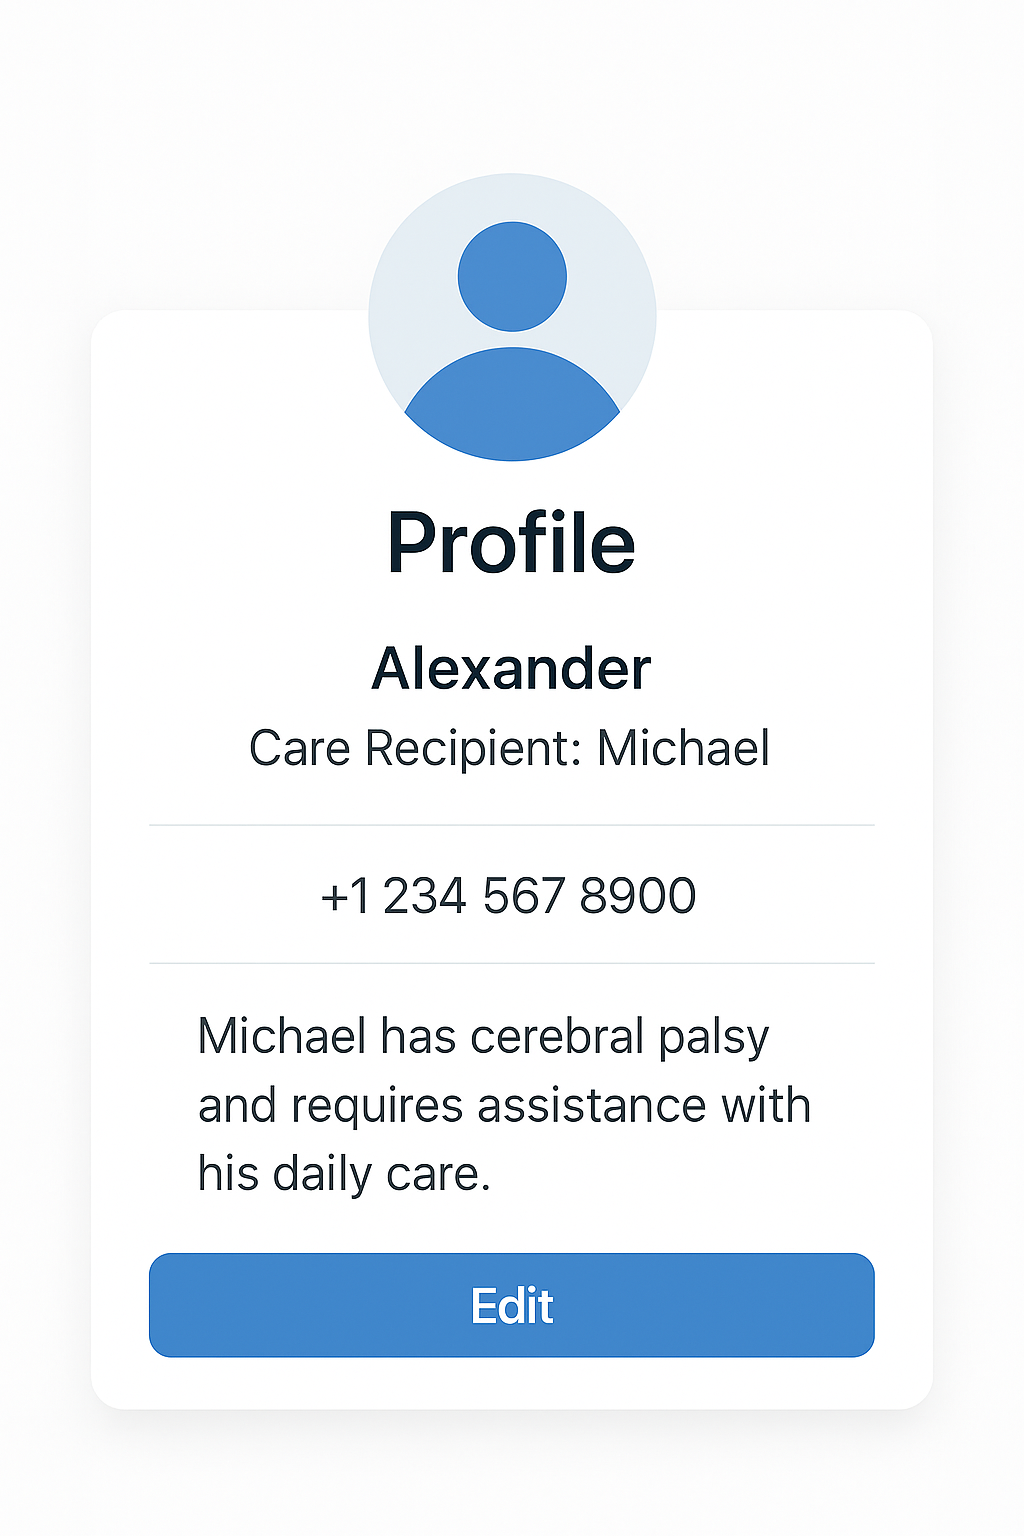 Profile
Alexander
Care Recipient: Michael
+1 234 567 8900
Michael has cerebral palsy
and requires assistance with
his daily care.
Edit